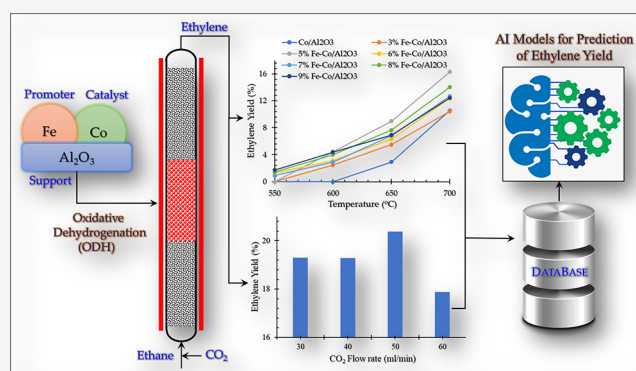 Ethylene
Promoter Catalyst
Fe Co
Al₂O₃
Support
Oxidative
Dehydrogenation
(ODH)
Ethane CO₂
Co/Al2O3 3% Fe-Co/Al2O3
5% Fe-Co/Al2O3 6% Fe-Co/Al2O3
7% Fe-Co/Al2O3 8% Fe-Co/Al2O3
9% Fe-Co/Al2O3
Ethylene Yield (%)
16
12
8
4
0
550 600 650 700
Temperature (°C)
Ethylene Yield (%)
20
18
16
30 40 50 60
CO₂ Flow rate (ml/min)
AI Models for Prediction
of Ethylene Yield
DATABASE